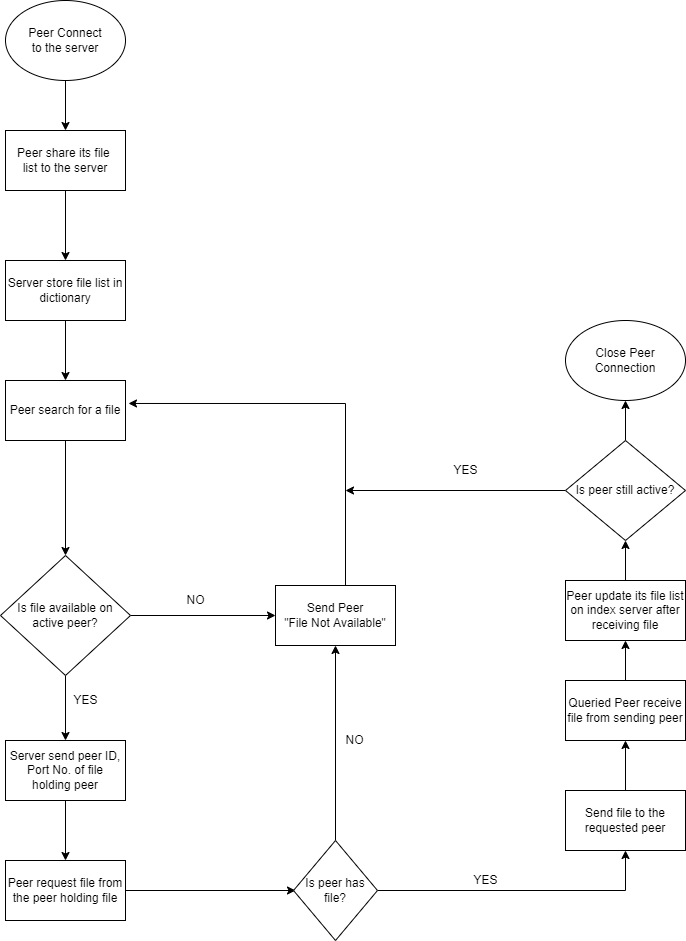 Peer Connect
to the server
Peer share its file
list to the server
Server store file list in
dictionary
Peer search for a file
Is file available on
active peer?
NO
Send Peer
"File Not Available"
YES
Server send peer ID,
Port No. of file
holding peer
Peer request file from
the peer holding file
Is peer has
file?
NO
YES
Send file to the
requested peer
Queried Peer receive
file from sending peer
Peer update its file list
on index server after
receiving file
Is peer still active?
YES
Close Peer
Connection